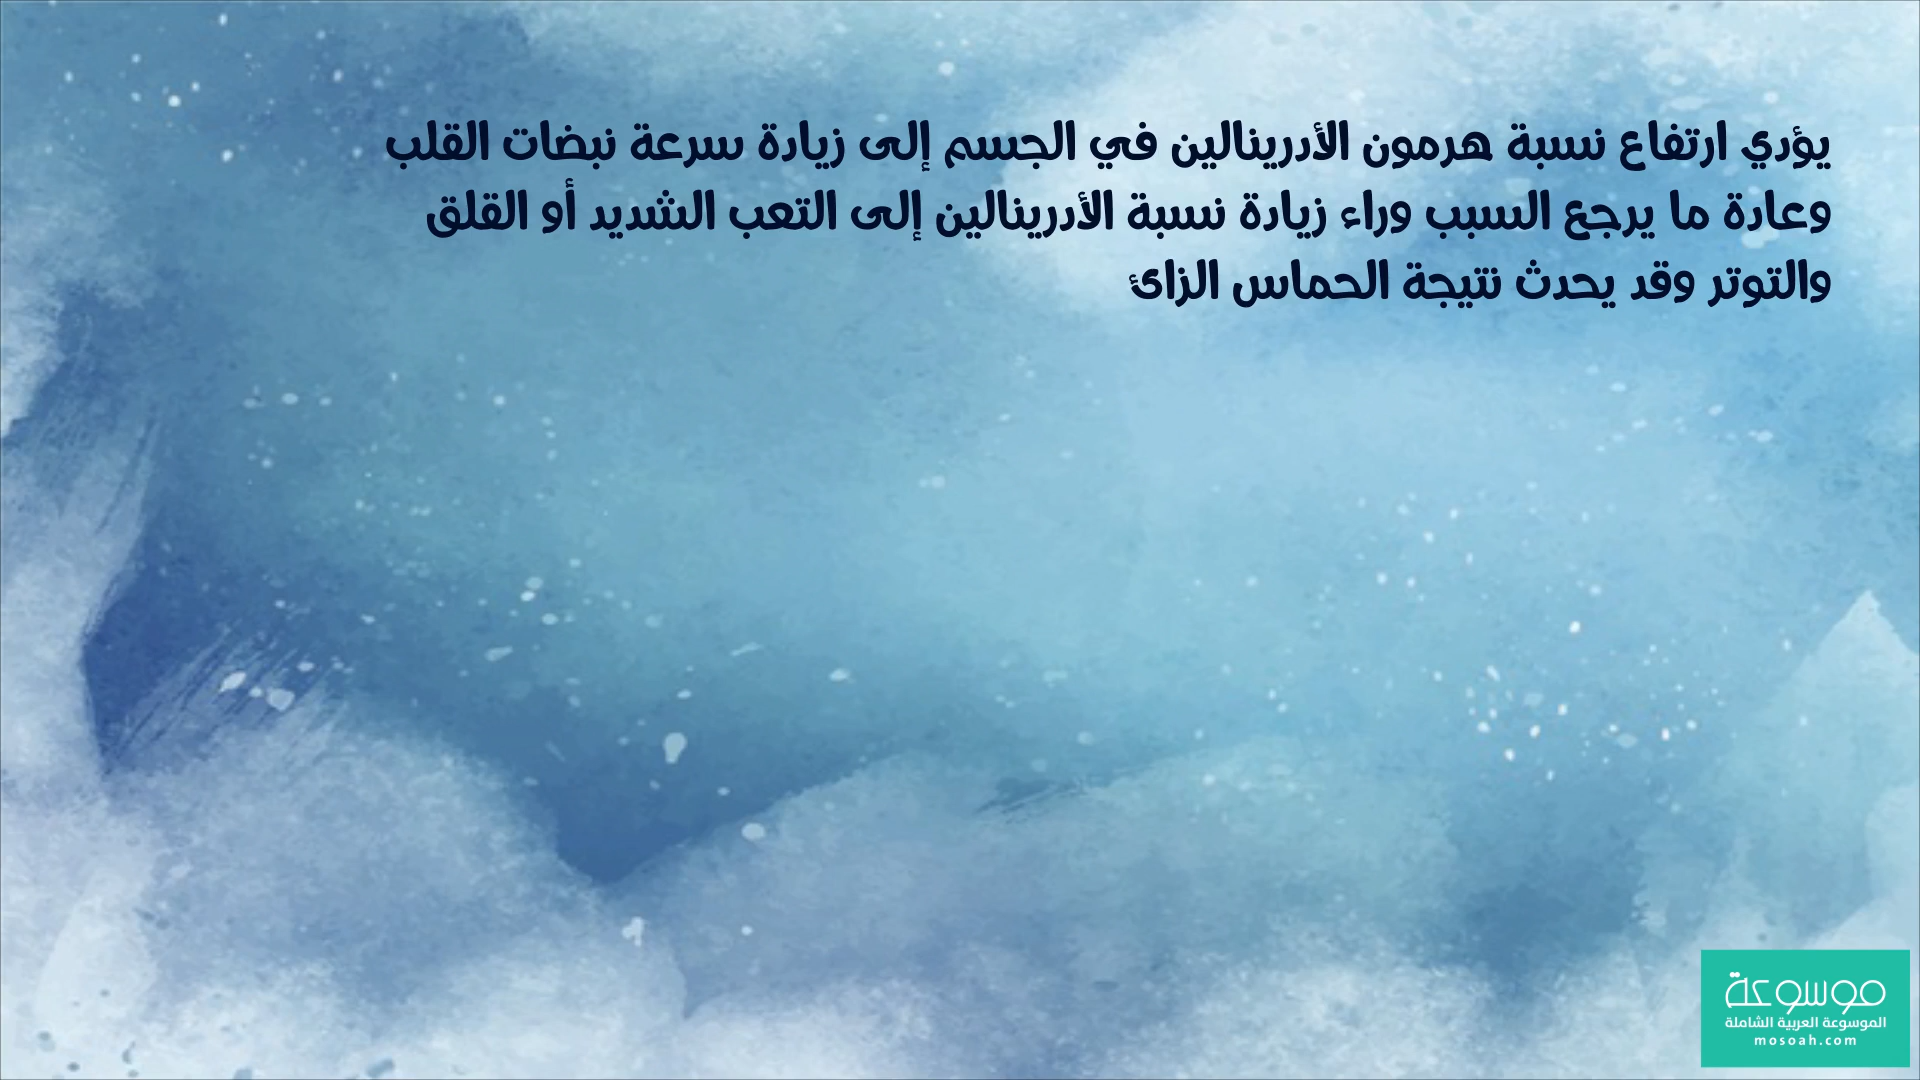 يؤدي ارتفاع نسبة هرمون الأدرينالين في الجسم إلى زيادة سرعة نبضات القلب
وعادة ما يرجع السبب وراء زيادة نسبة الأدرينالين إلى التعب الشديد أو القلق
والتوتر وقد يحدث نتيجة الحماس الزائ
موسوعة
الموسوعة العربية الشاملة
mosoah.com